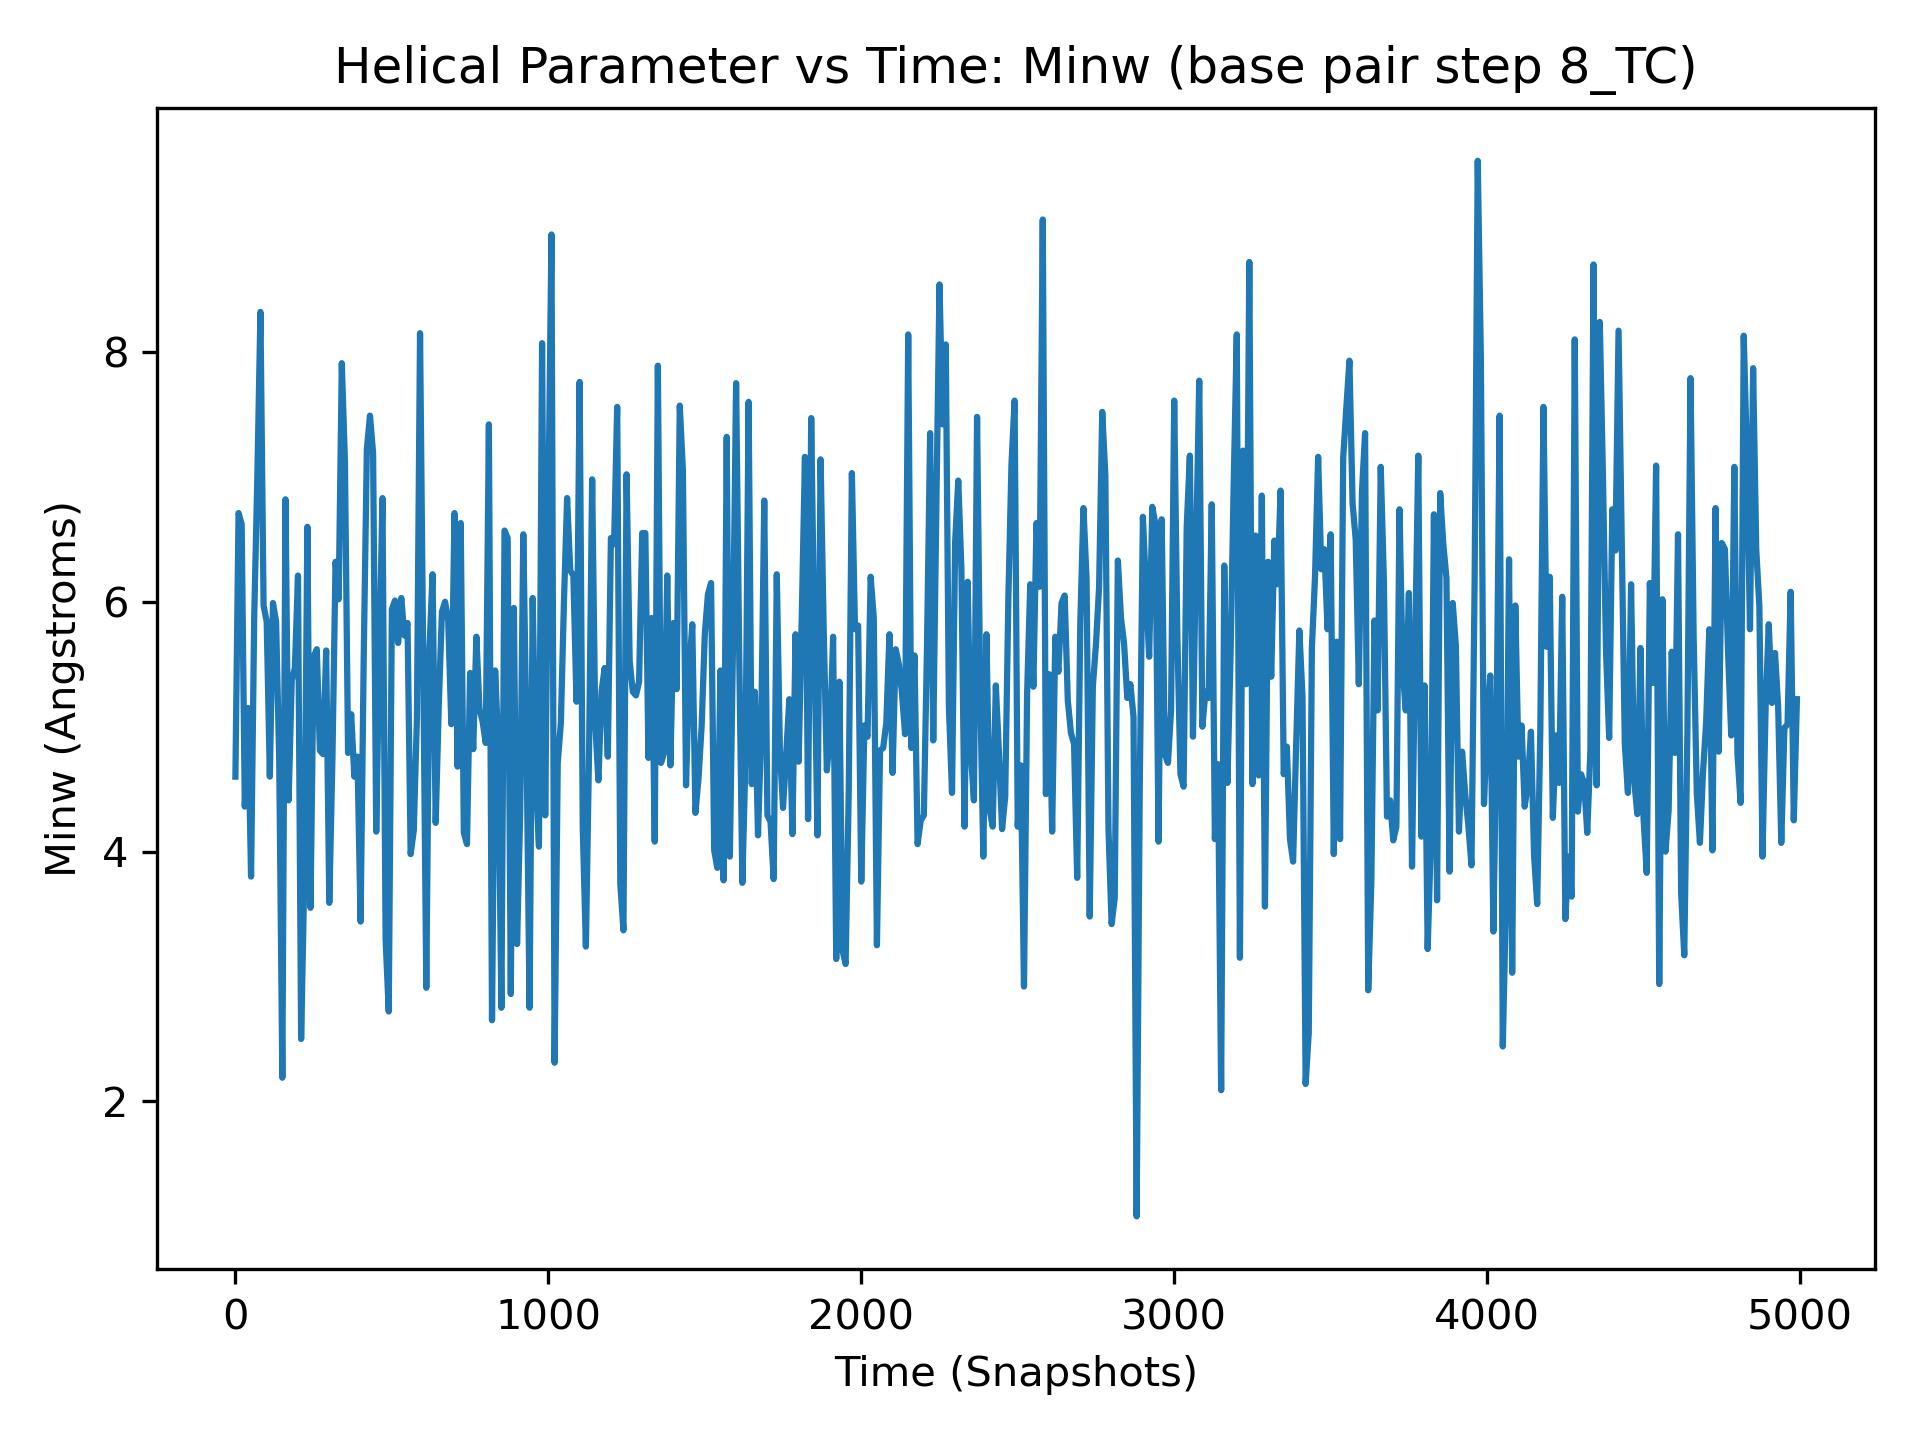 Helical Parameter vs Time: Minw (base pair step 8_TC)
Minw (Angstroms)
8
6
4
2
0 1000 2000 3000 4000 5000
Time (Snapshots)